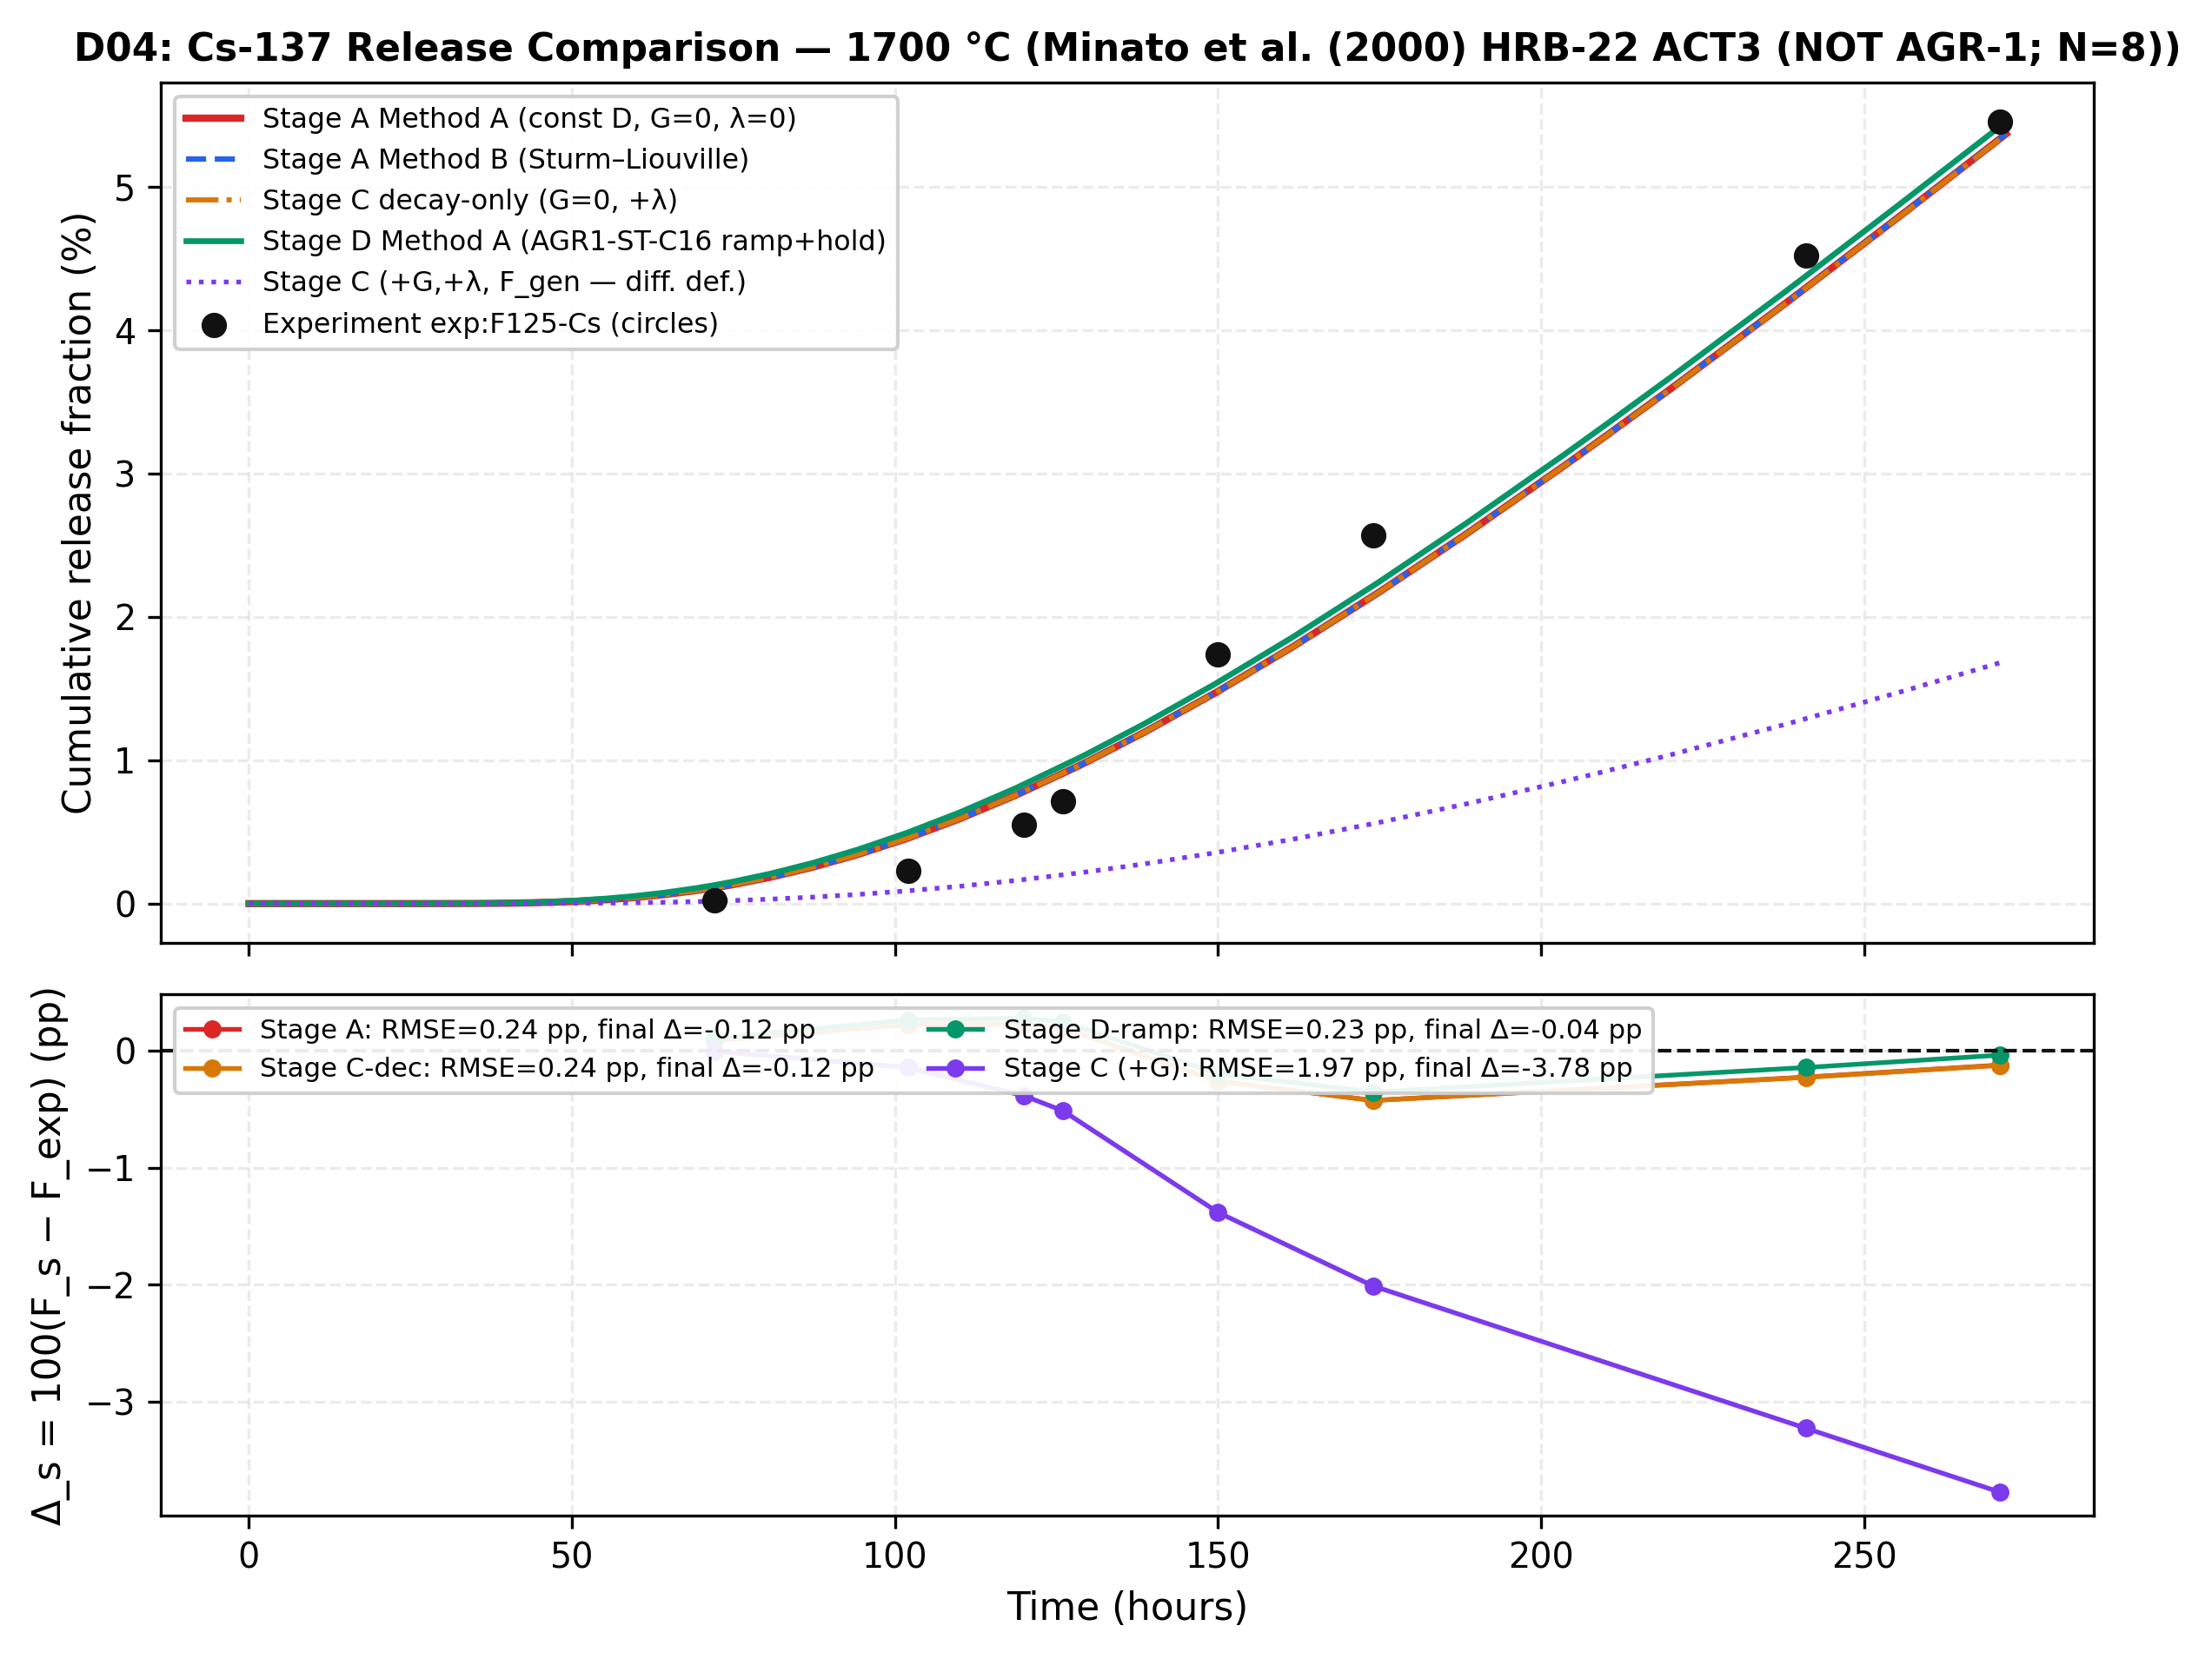 D04: Cs-137 Release Comparison — 1700 °C (Minato et al. (2000) HRB-22 ACT3 (NOT AGR-1; N=8))
Stage A Method A (const D, G=0, λ=0)
Stage A Method B (Sturm–Liouville)
Stage C decay-only (G=0, +λ)
Stage D Method A (AGR1-ST-C16 ramp+hold)
Stage C (+G,+λ, F_gen — diff. def.)
Experiment exp:F125-Cs (circles)
Cumulative release fraction (%)
5
4
3
2
1
0
Stage A: RMSE=0.24 pp, final Δ=-0.12 pp
Stage C-dec: RMSE=0.24 pp, final Δ=-0.12 pp
Stage D-ramp: RMSE=0.23 pp, final Δ=-0.04 pp
Stage C (+G): RMSE=1.97 pp, final Δ=-3.78 pp
Δ_s = 100(F_s − F_exp) (pp)
0
−1
−2
−3
0 50 100 150 200 250
Time (hours)